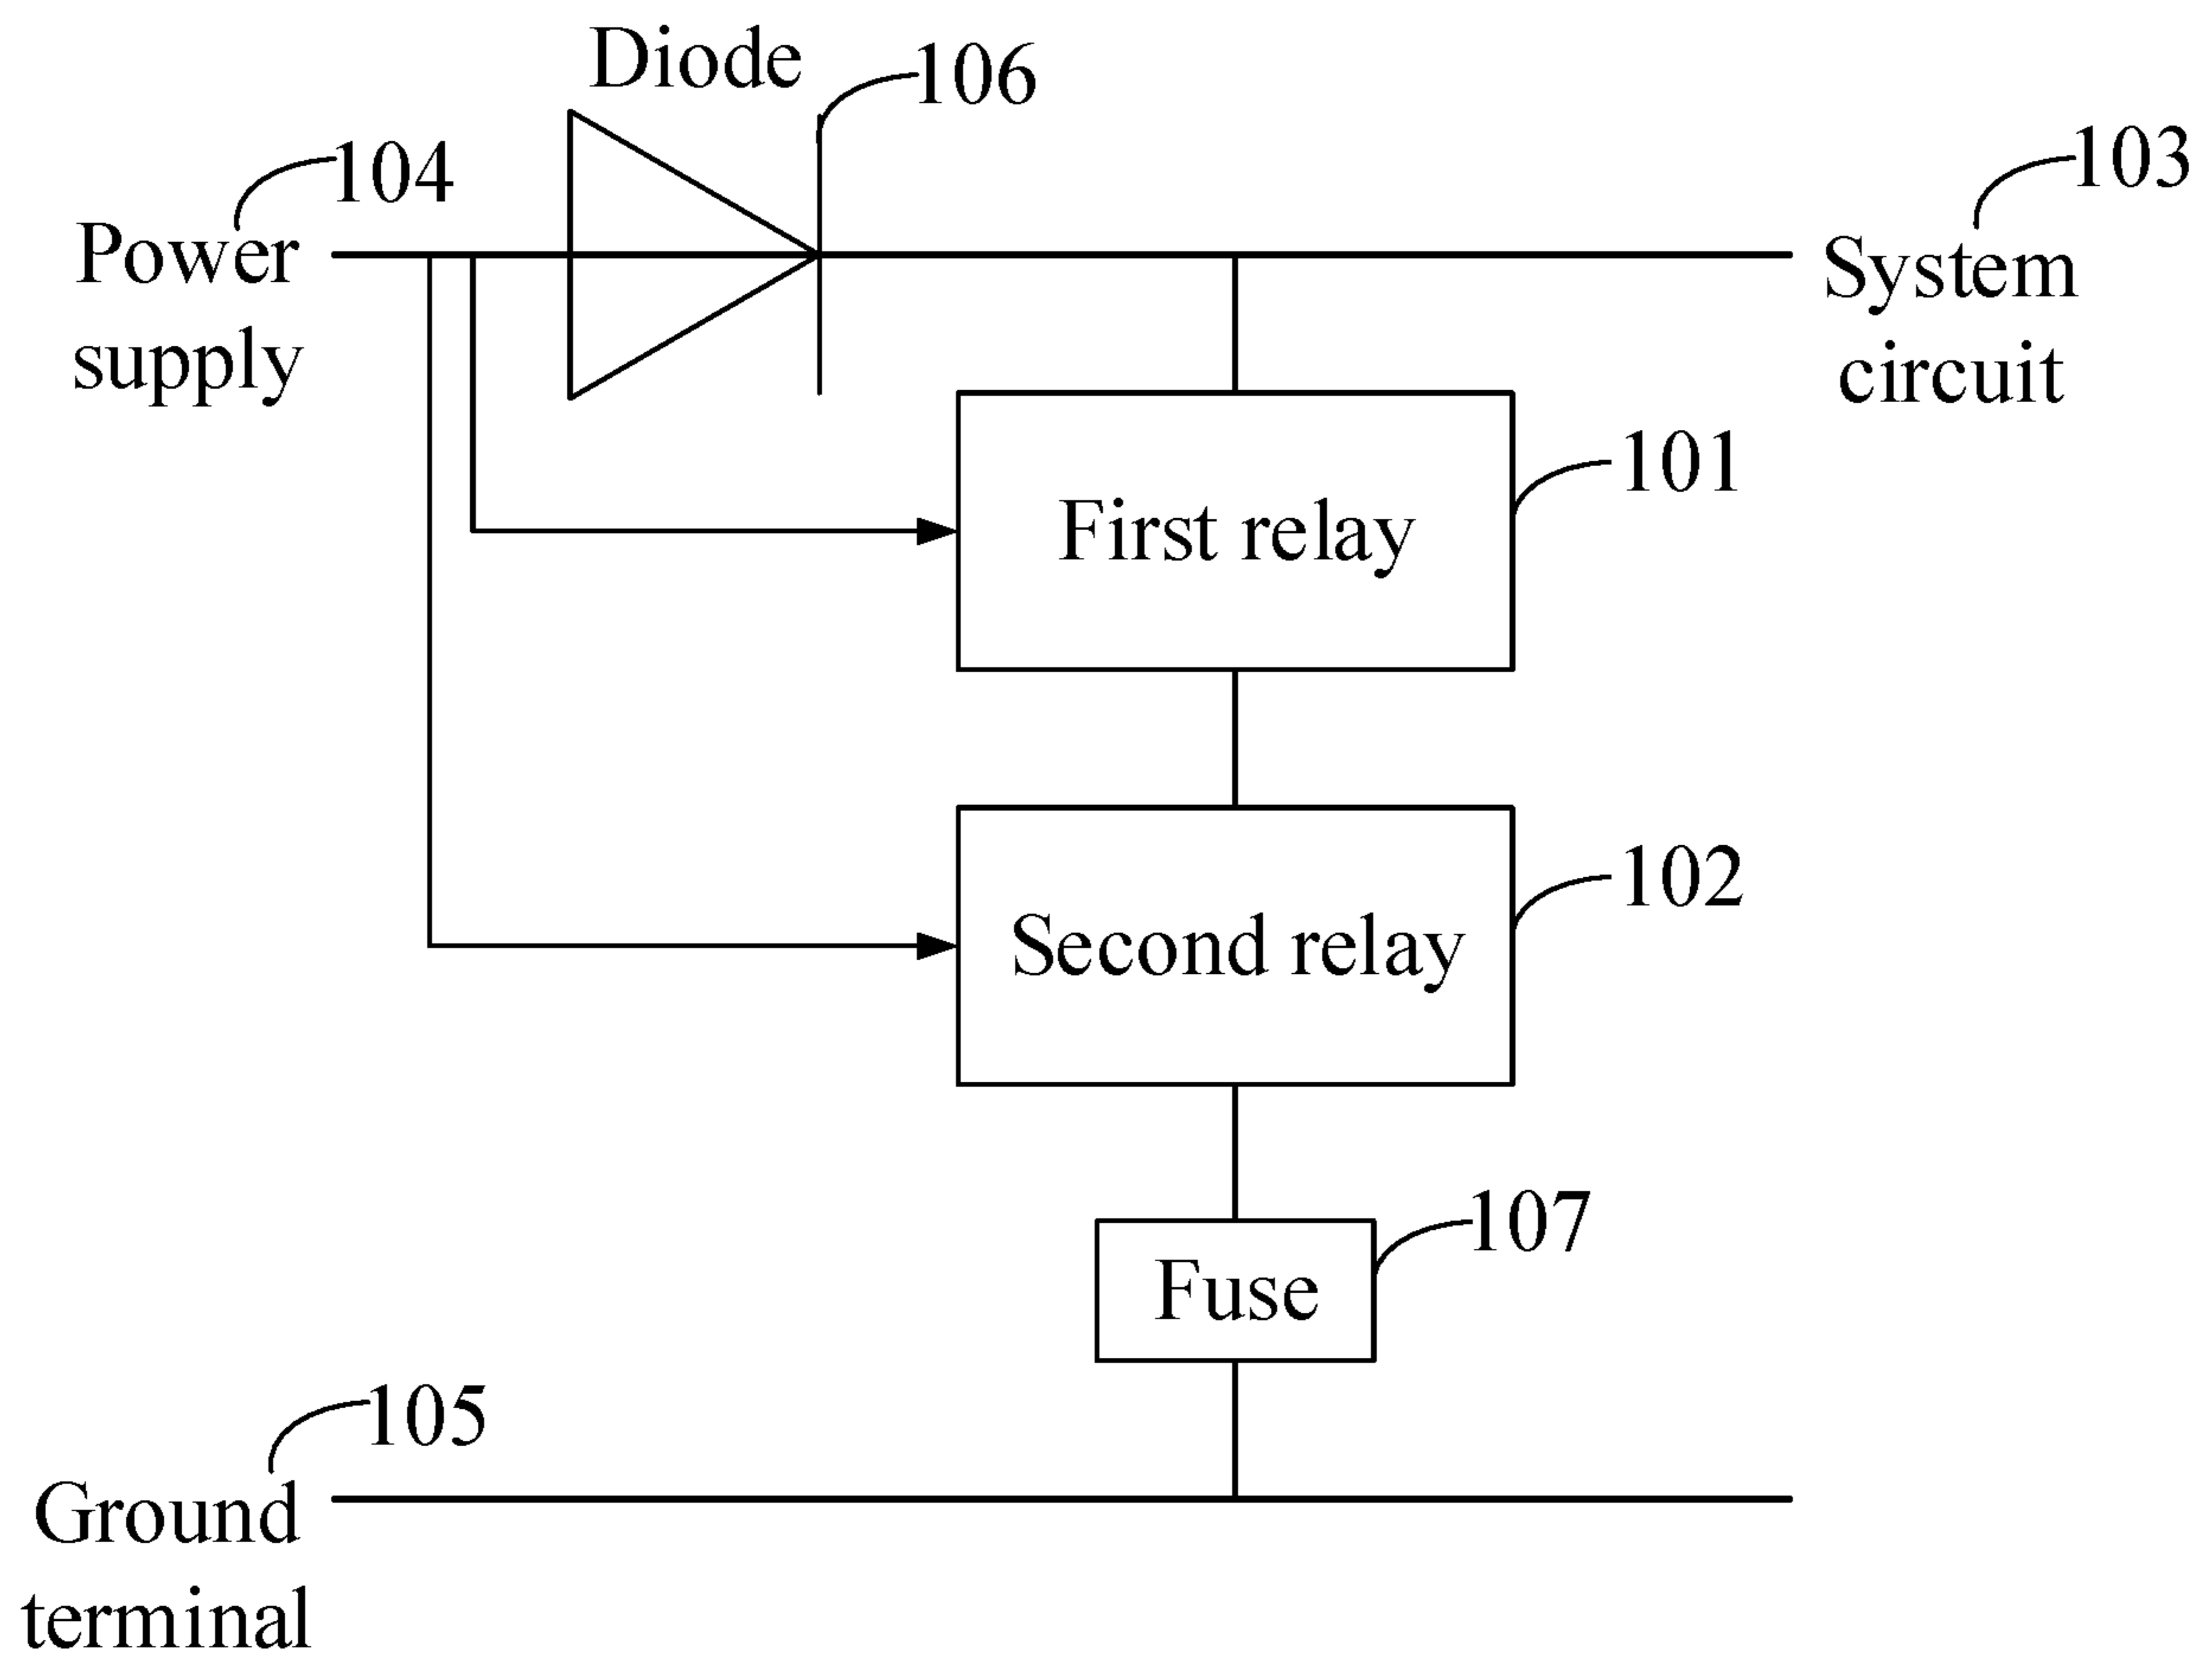 Diode
106
104
103
Power
supply
System
circuit
101
First relay
102
Second relay
107
Fuse
105
Ground
terminal